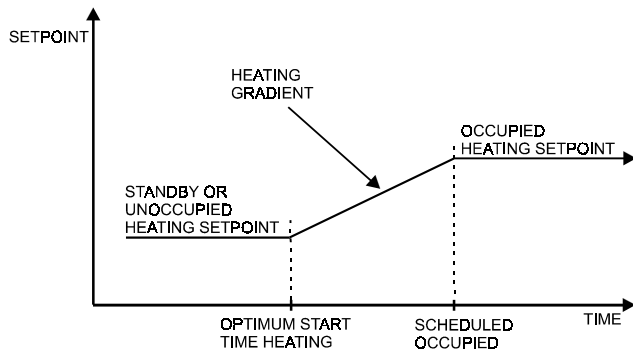 SETPOINT
HEATING
GRADIENT
OCCUPIED
HEATING SETPOINT
STANDBY OR
UNOCCUPIED
HEATING SETPOINT
TIME
OPTIMUM START
TIME HEATING
SCHEDULED
OCCUPIED